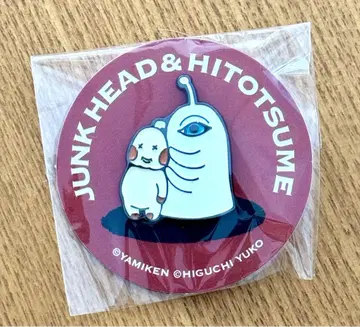 JUNK HEAD & HITOTSUME
©YAMIKEN ©HIGUCHI YUKO